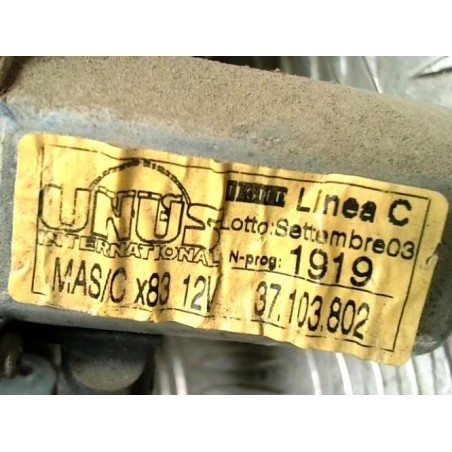 UNUS
INTERNATIONAL
Linea C
Lotto: Settembre03
N-prog: 1919
MAS/C x83 12V
37.103.802